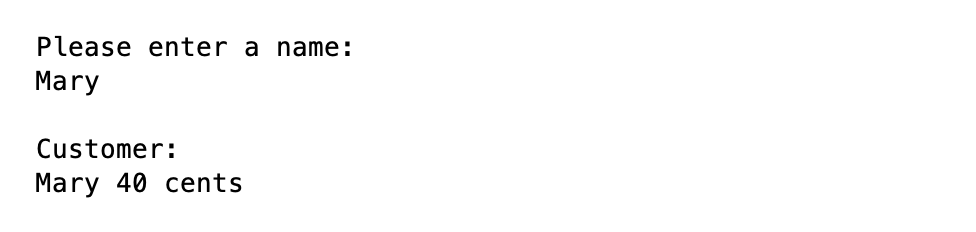 Please enter a name:
Mary
Customer:
Mary 40 cents